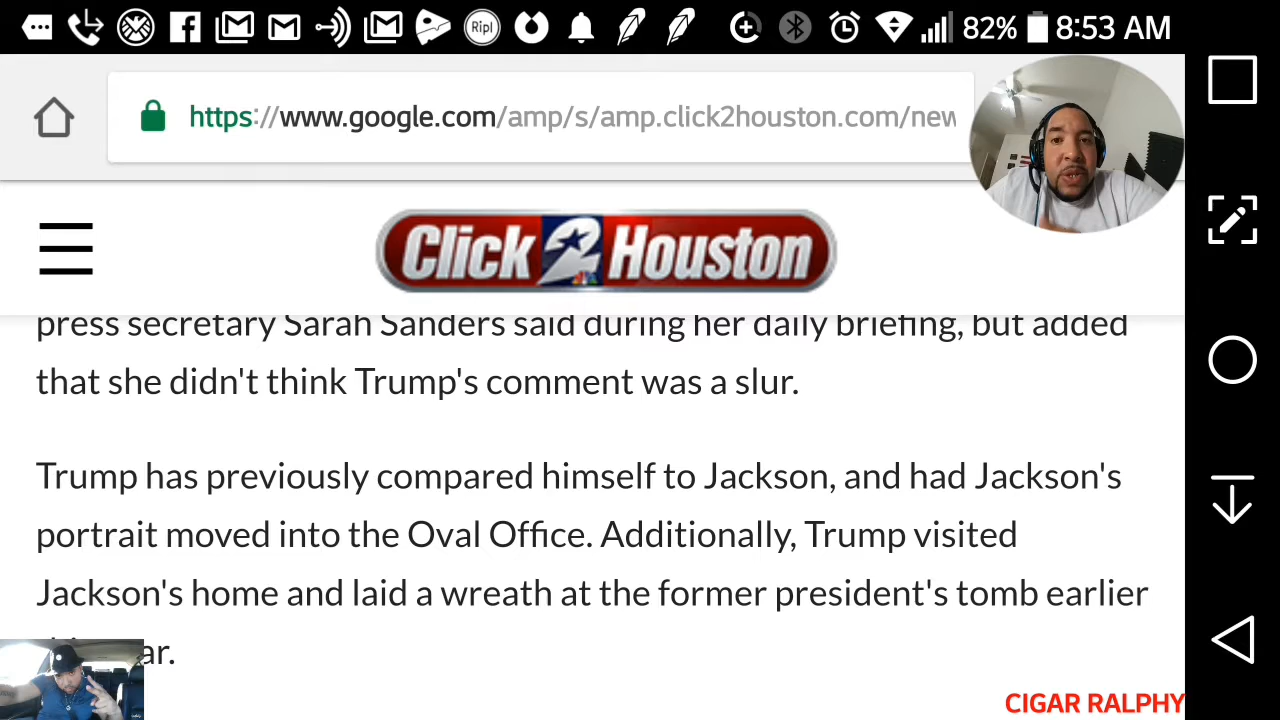 82% 8:53 AM
Ripl
https://www.google.com/amp/s/amp.click2houston.com/new
Click 2 Houston
press secretary Sarah Sanders said during her daily briefing, but added
that she didn't think Trump's comment was a slur.
Trump has previously compared himself to Jackson, and had Jackson's
portrait moved into the Oval Office. Additionally, Trump visited
Jackson's home and laid a wreath at the former president's tomb earlier
ar.
CIGAR RALPHY